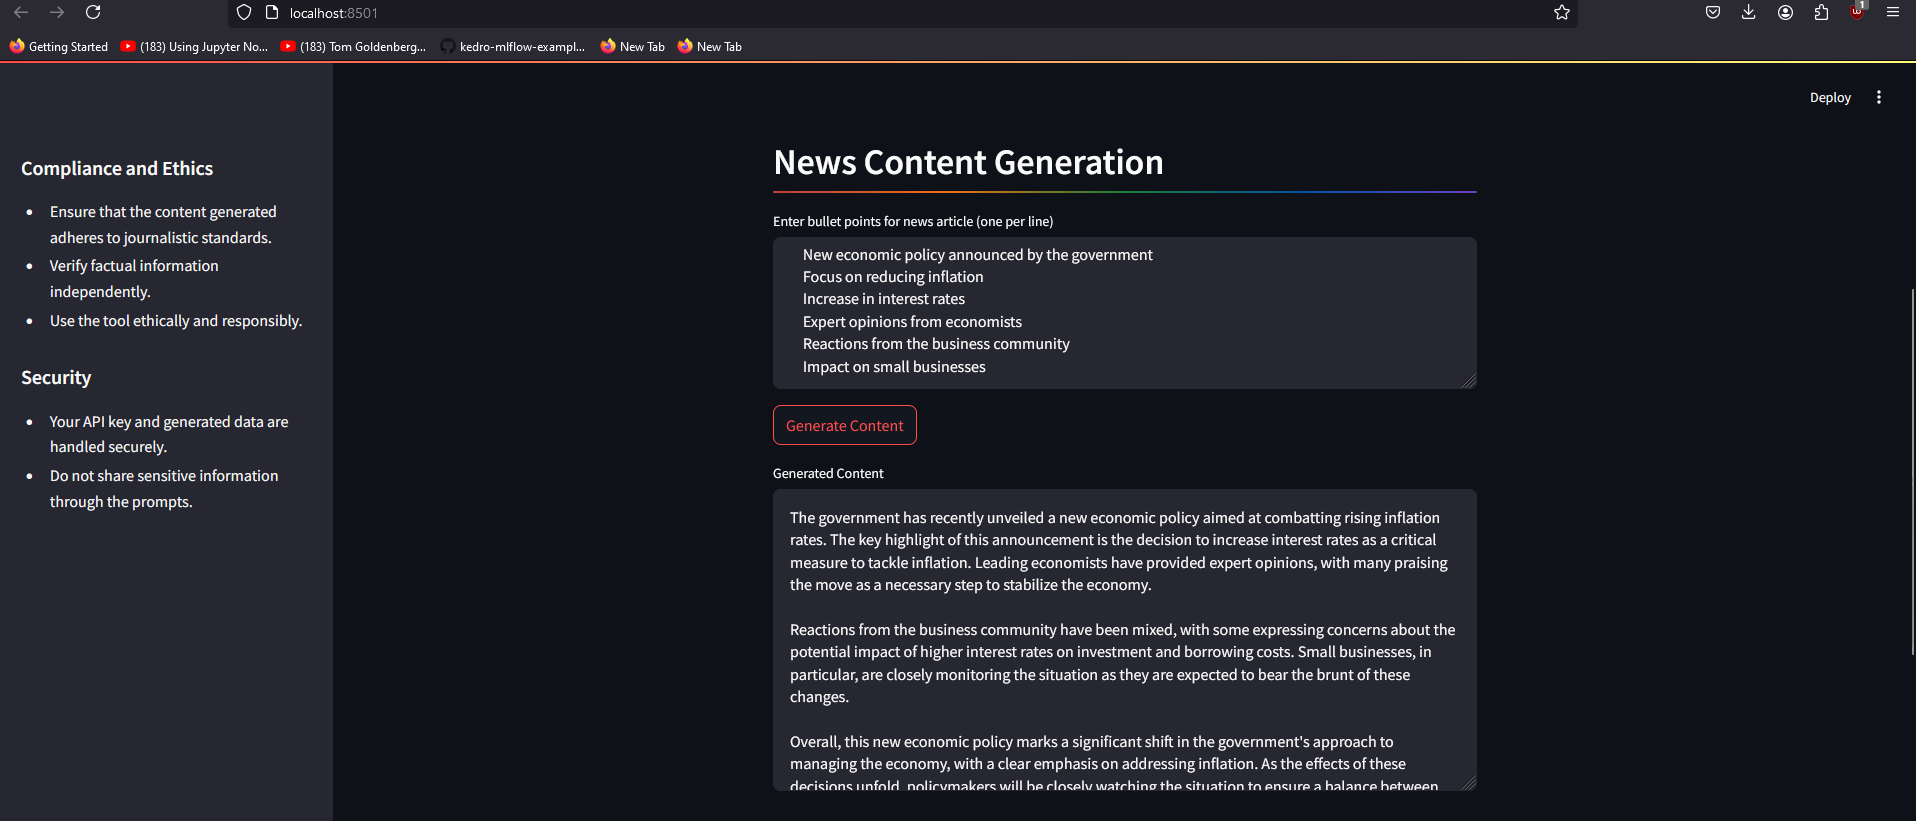 localhost:8501
1
Getting Started (183) Using Jupyter No... (183) Tom Goldenberg... kedro-mlflow-exampl... New Tab New Tab
Deploy
Compliance and Ethics
Ensure that the content generated
adheres to journalistic standards.
Verify factual information
independently.
Use the tool ethically and responsibly.
Security
Your API key and generated data are
handled securely.
Do not share sensitive information
through the prompts.
News Content Generation
Enter bullet points for news article (one per line)
New economic policy announced by the government
Focus on reducing inflation
Increase in interest rates
Expert opinions from economists
Reactions from the business community
Impact on small businesses
Generate Content
Generated Content
The government has recently unveiled a new economic policy aimed at combatting rising inflation
rates. The key highlight of this announcement is the decision to increase interest rates as a critical
measure to tackle inflation. Leading economists have provided expert opinions, with many praising
the move as a necessary step to stabilize the economy.
Reactions from the business community have been mixed, with some expressing concerns about the
potential impact of higher interest rates on investment and borrowing costs. Small businesses, in
particular, are closely monitoring the situation as they are expected to bear the brunt of these
changes.
Overall, this new economic policy marks a significant shift in the government's approach to
managing the economy, with a clear emphasis on addressing inflation. As the effects of these
decisions unfold, policymakers will be closely watching the situation to ensure a balance between